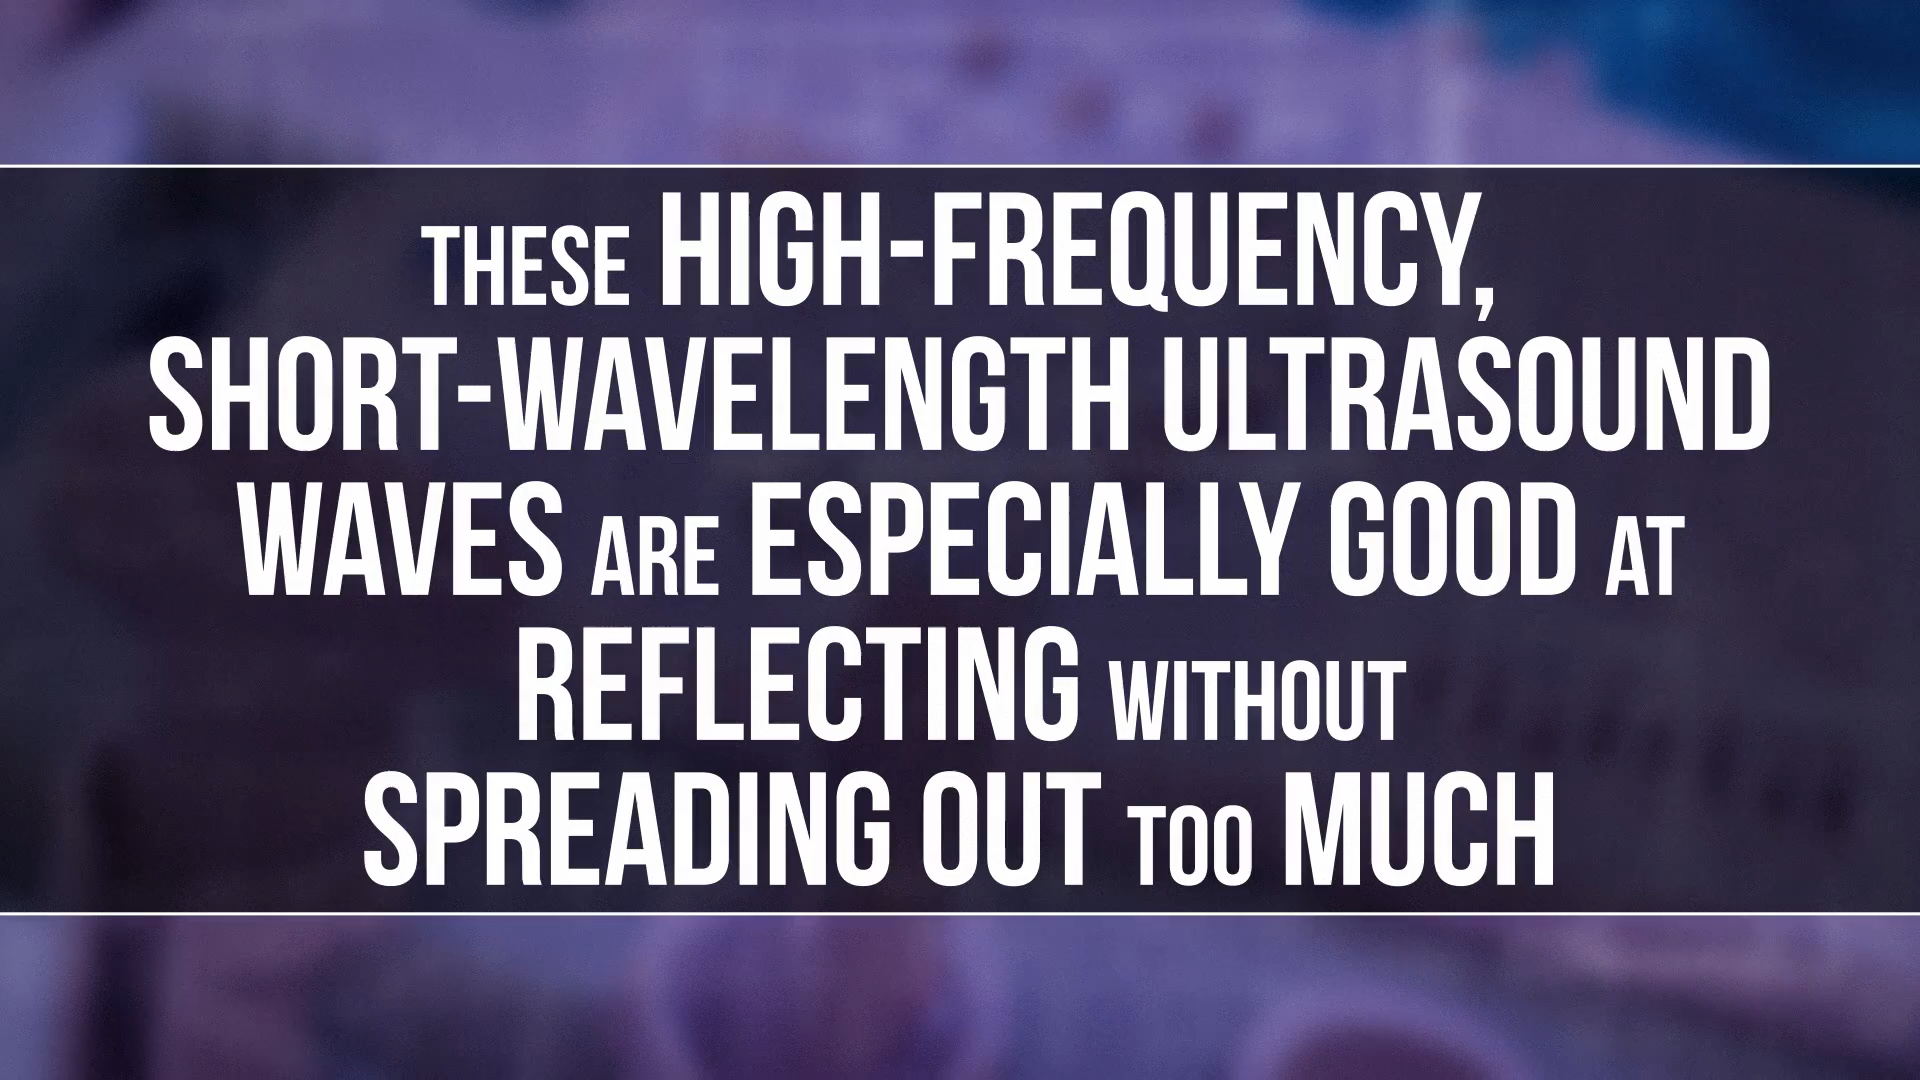 THESE HIGH-FREQUENCY,
SHORT-WAVELENGTH ULTRASOUND
WAVES ARE ESPECIALLY GOOD AT
REFLECTING WITHOUT
SPREADING OUT TOO MUCH